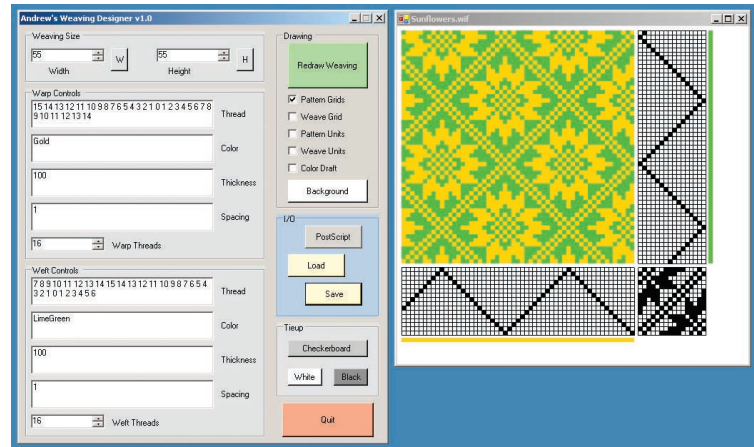 Andrew's Weaving Designer v1.0
Weaving Size
55
W
55
H
Width
Height
Warp Controls
15 14 13 12 11 10 9 8 7 6 5 4 3 2 1 0 1 2 3 4 5 6 7 8
9 10 11 12 13 14
Thread
Gold
Color
100
Thickness
1
Spacing
16
Warp Threads
Weft Controls
7 8 9 10 11 12 13 14 15 14 13 12 11 10 9 8 7 6 5 4
3 2 1 0 1 2 3 4 5 6
Thread
LimeGreen
Color
100
Thickness
1
Spacing
16
Weft Threads
Drawing
Redraw Weaving
Pattern Grids
Weave Grid
Pattern Units
Weave Units
Color Draft
Background
I/O
PostScript
Load
Save
Tieup
Checkerboard
White
Black
Quit
Sunflowers.wif